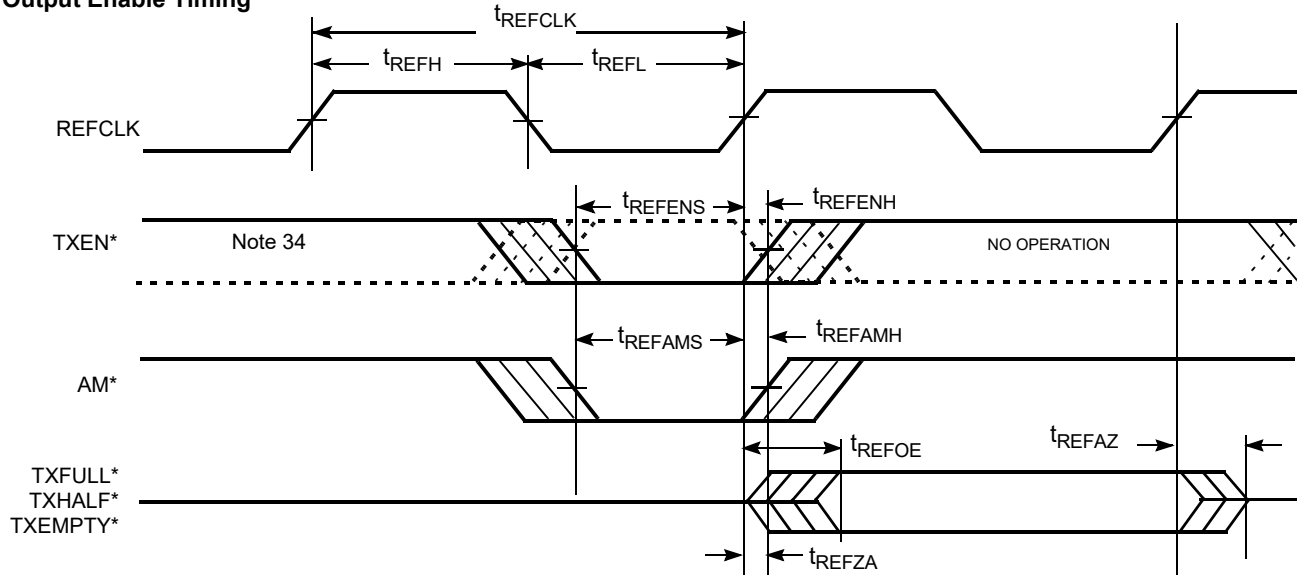 Output Enable Timing
tREFCLK
tREFH
tREFL
REFCLK
tREFENS
tREFENH
TXEN*
Note 34
NO OPERATION
tREFAMS
tREFAMH
AM*
tREFOE
tREFAZ
TXFULL*
TXHALF*
TXEMPTY*
tREFZA